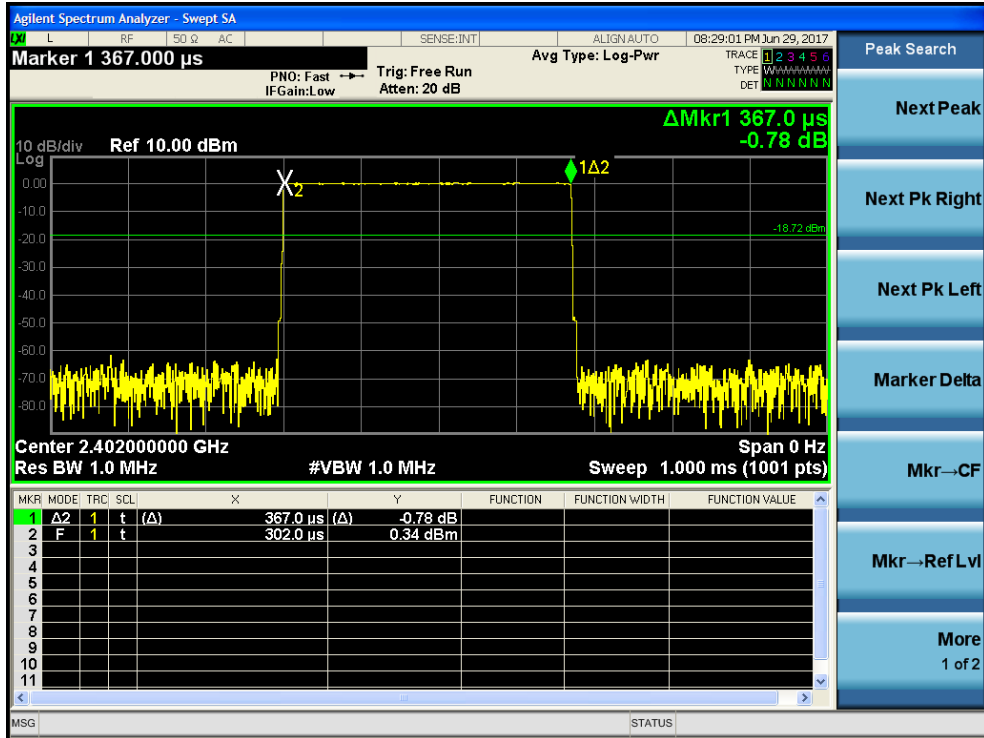 Agilent Spectrum Analyzer - Swept SA
LXI L RF 50 Ω AC SENSE:INT ALIGN AUTO 08:29:01 PM Jun 29, 2017
Marker 1 367.000 µs
PNO: Fast
IFGain:Low
Trig: Free Run
Atten: 20 dB
Avg Type: Log-Pwr
TRACE 1 2 3 4 5 6
TYPE WWWWWW
DET N N N N N N
Peak Search
Next Peak
Next Pk Right
Next Pk Left
Marker Delta
Mkr→CF
Mkr→Ref Lvl
More
1 of 2
ΔMkr1 367.0 µs
-0.78 dB
10 dB/div Ref 10.00 dBm
Log
0.00
-10.0
-20.0
-30.0
-40.0
-50.0
-60.0
-70.0
-80.0
2
1Δ2
-18.72 dBm
Center 2.402000000 GHz Span 0 Hz
Res BW 1.0 MHz #VBW 1.0 MHz Sweep 1.000 ms (1001 pts)
MKR MODE TRC SCL X Y FUNCTION FUNCTION WIDTH FUNCTION VALUE
1 Δ2 1 t (Δ) 367.0 µs (Δ) -0.78 dB
2 F 1 t 302.0 µs 0.34 dBm
3
4
5
6
7
8
9
10
11
MSG STATUS